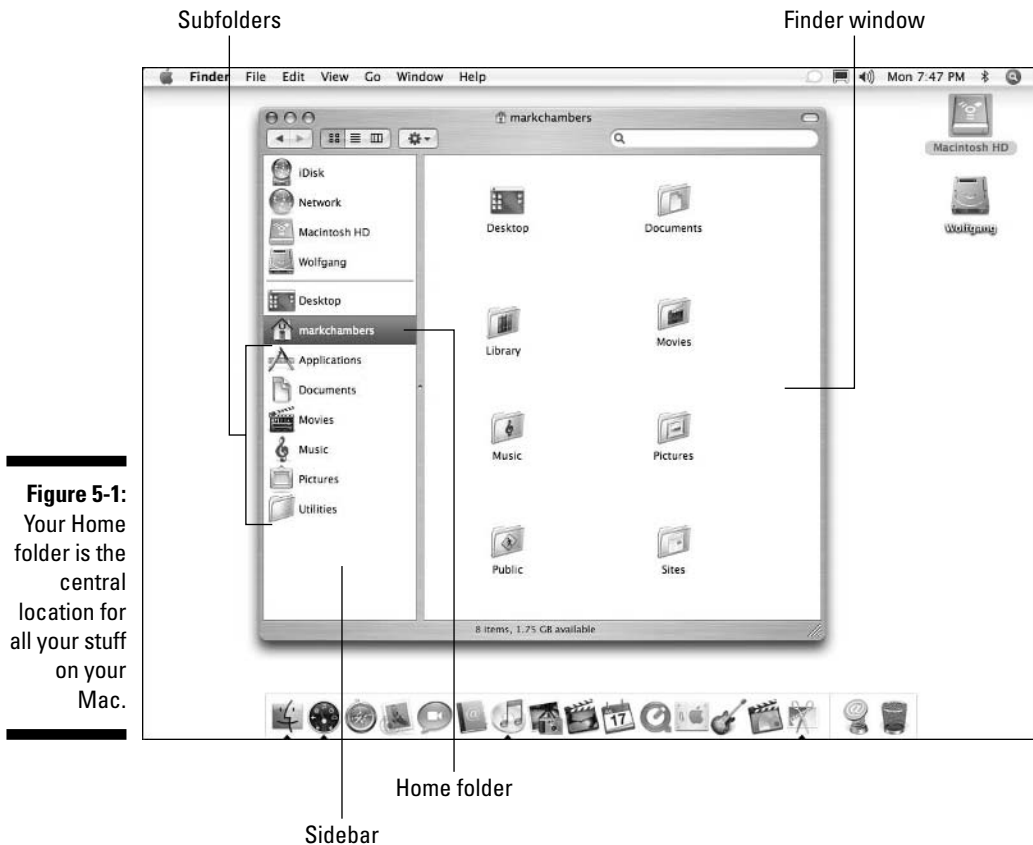 Subfolders
Finder window
Finder File Edit View Go Window Help
Mon 7:47 PM
markchambers
Macintosh HD
Wolfgang
iDisk
Network
Macintosh HD
Wolfgang
Desktop
markchambers
Applications
Documents
Movies
Music
Pictures
Utilities
Desktop
Documents
Library
Movies
Music
Pictures
Public
Sites
8 items, 1.75 GB available
17
Figure 5-1:
Your Home
folder is the
central
location for
all your stuff
on your
Mac.
Home folder
Sidebar